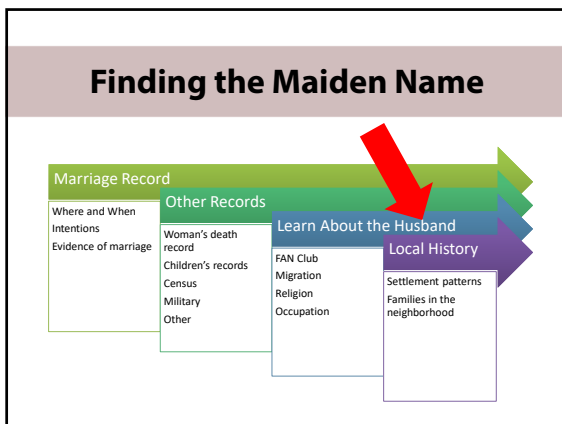 Finding the Maiden Name
Marriage Record
Where and When
Intentions
Evidence of marriage
Other Records
Woman's death
record
Children's records
Census
Military
Other
Learn About the Husband
FAN Club
Migration
Religion
Occupation
Local History
Settlement patterns
Families in the
neighborhood